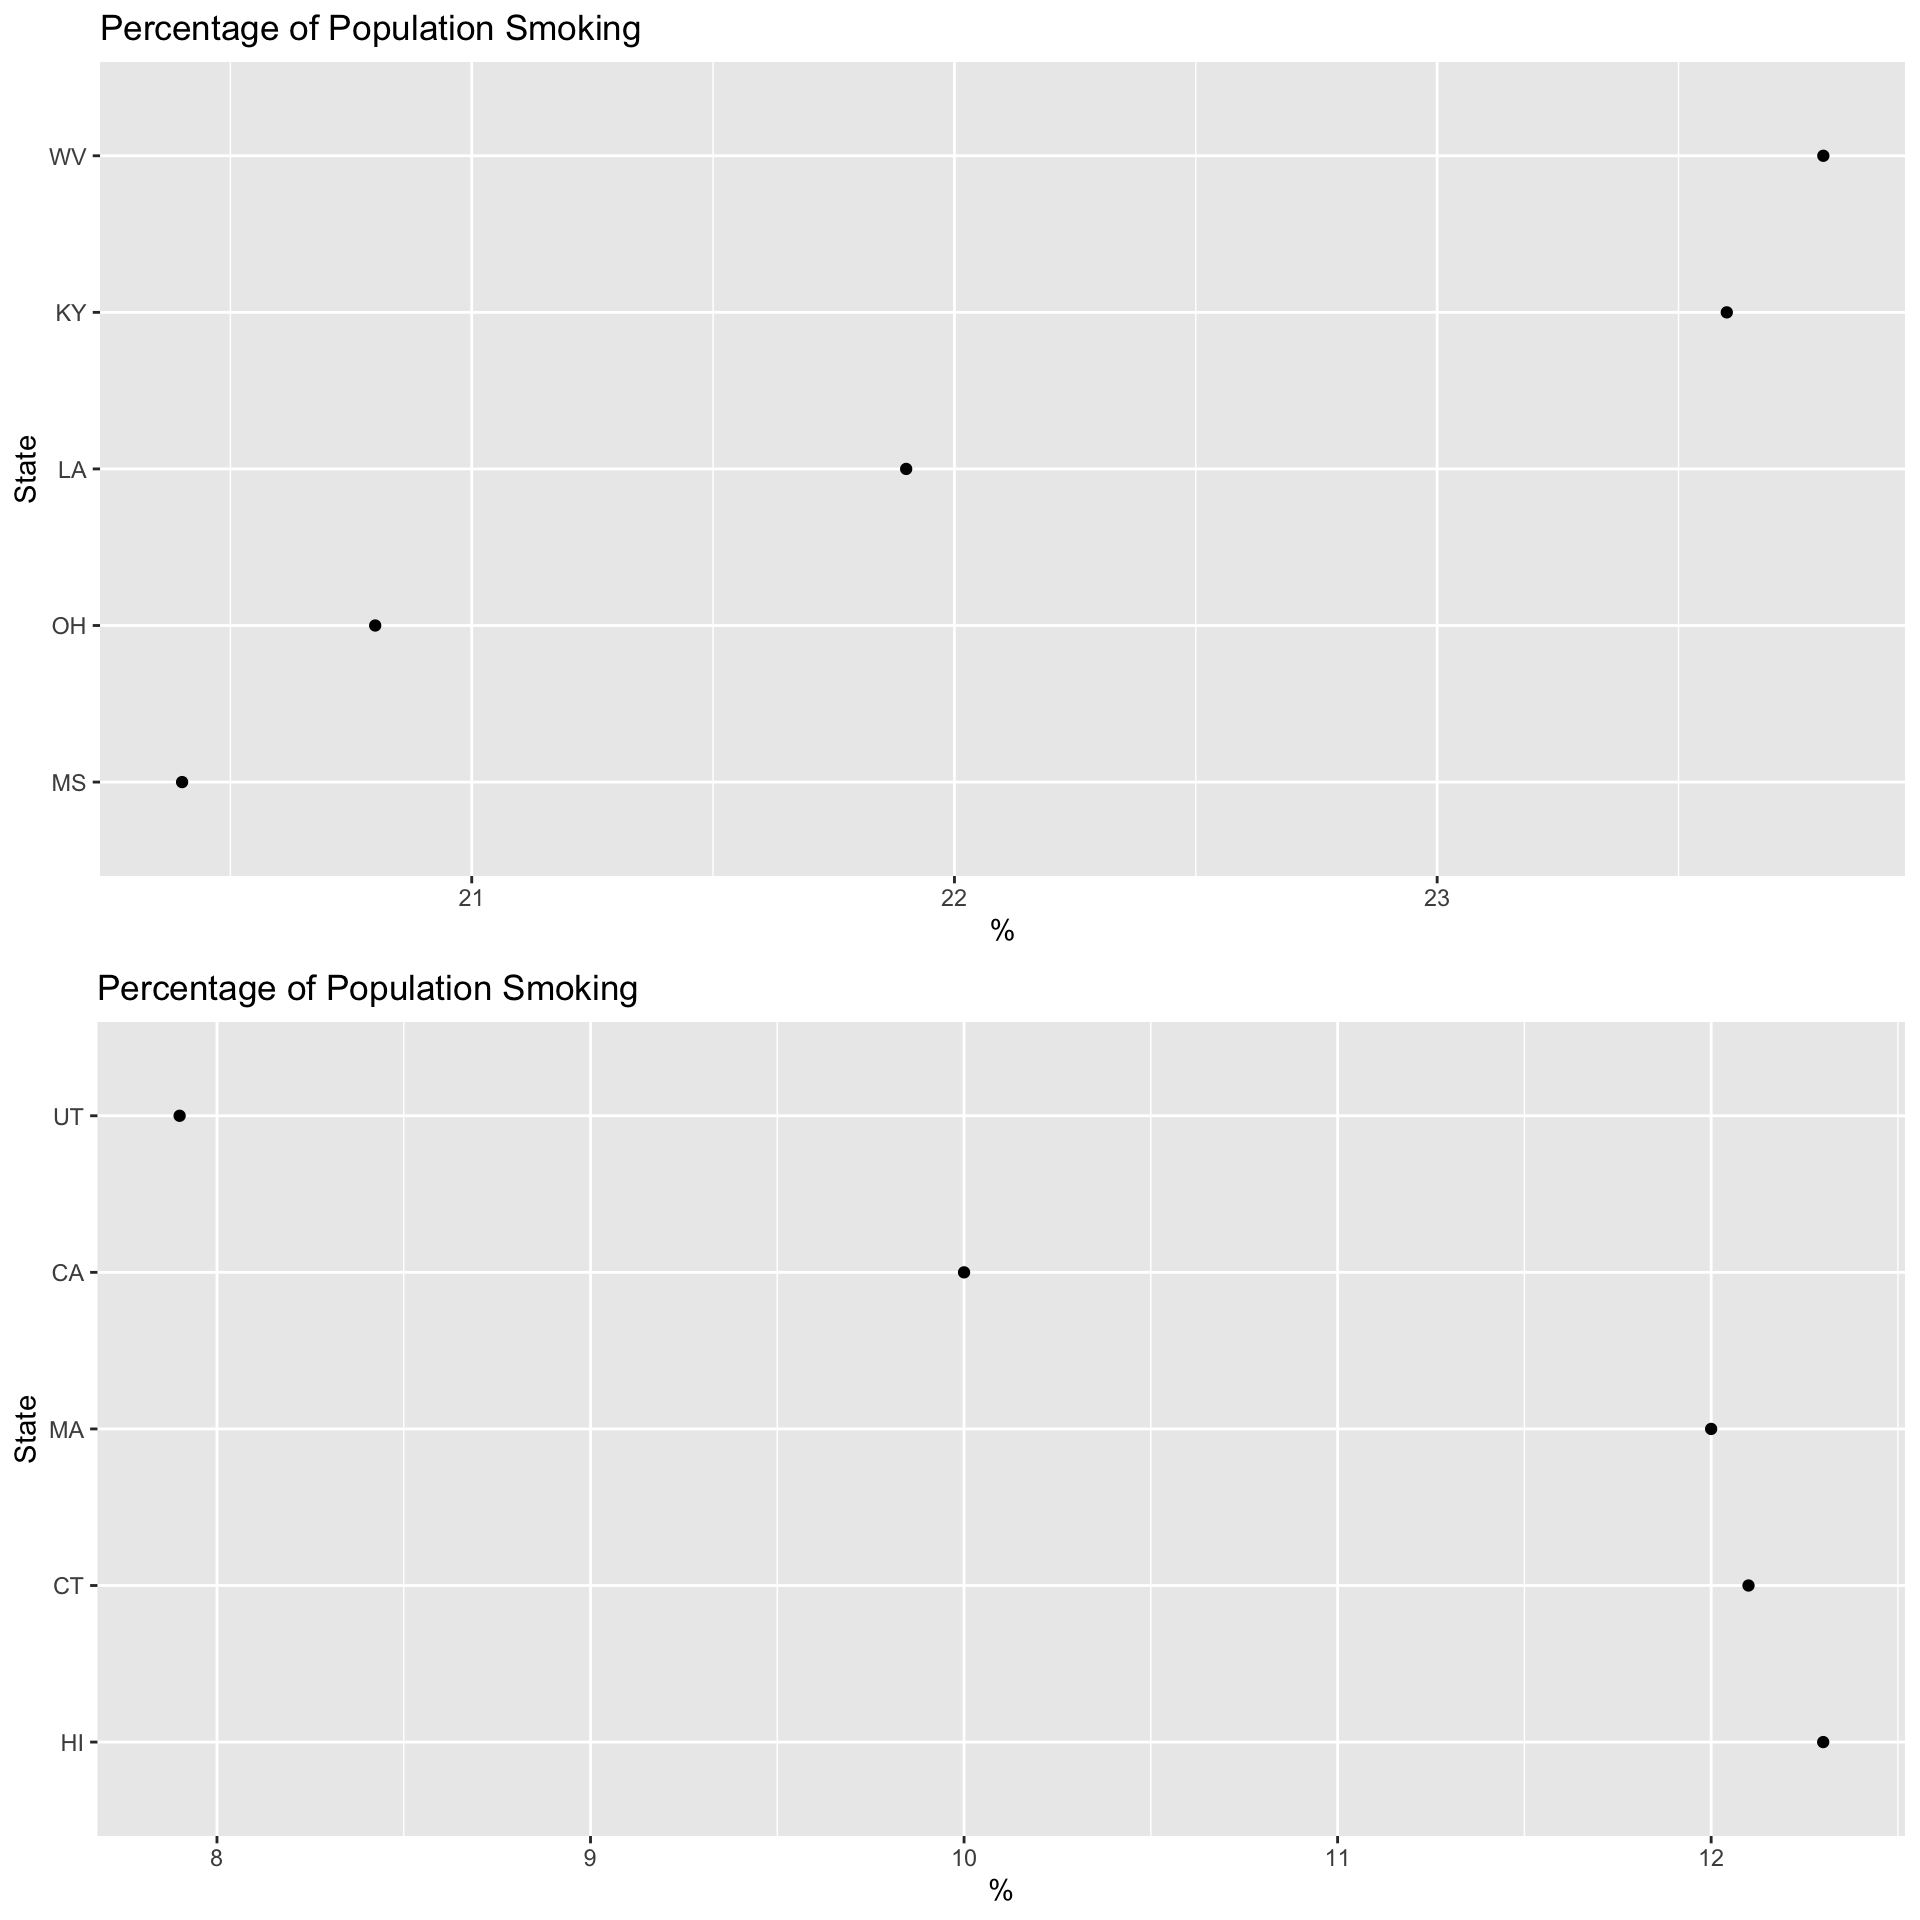 Percentage of Population Smoking
State
WV
KY
LA
OH
MS
21 22 23
%
Percentage of Population Smoking
State
UT
CA
MA
CT
HI
8 9 10 11 12
%